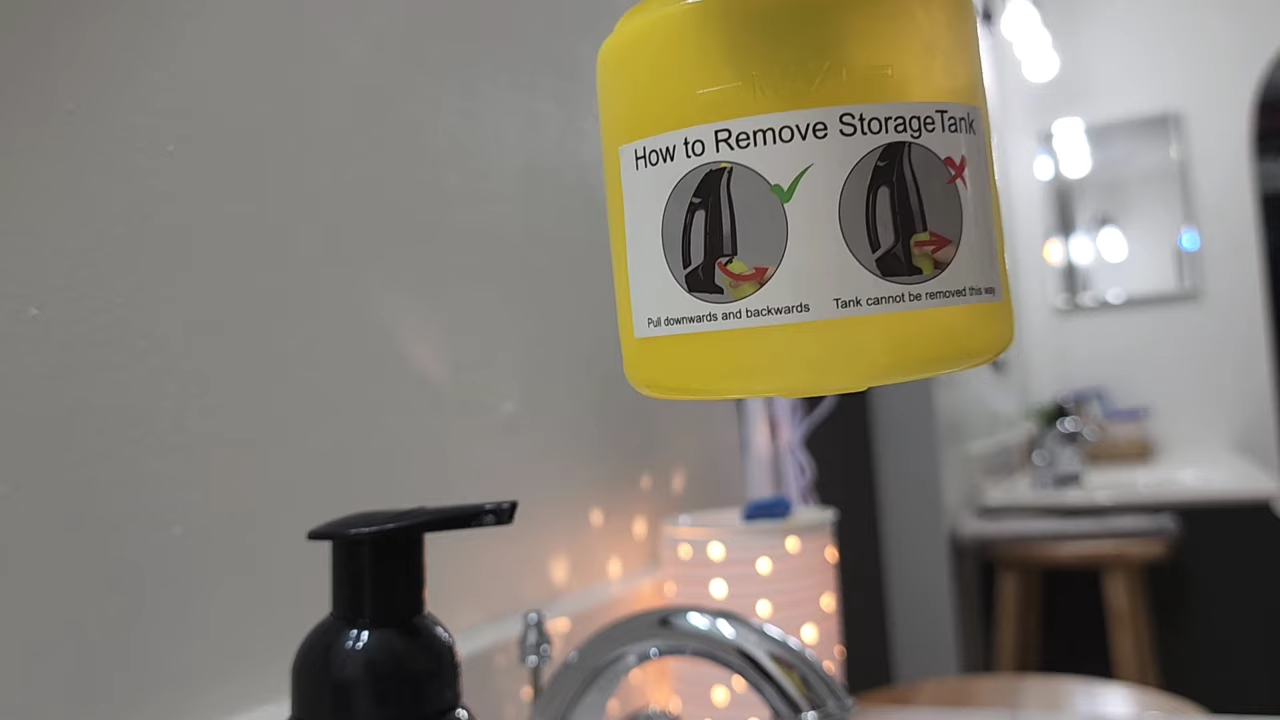 How to Remove StorageTank
Pull downwards and backwards
Tank cannot be removed this way